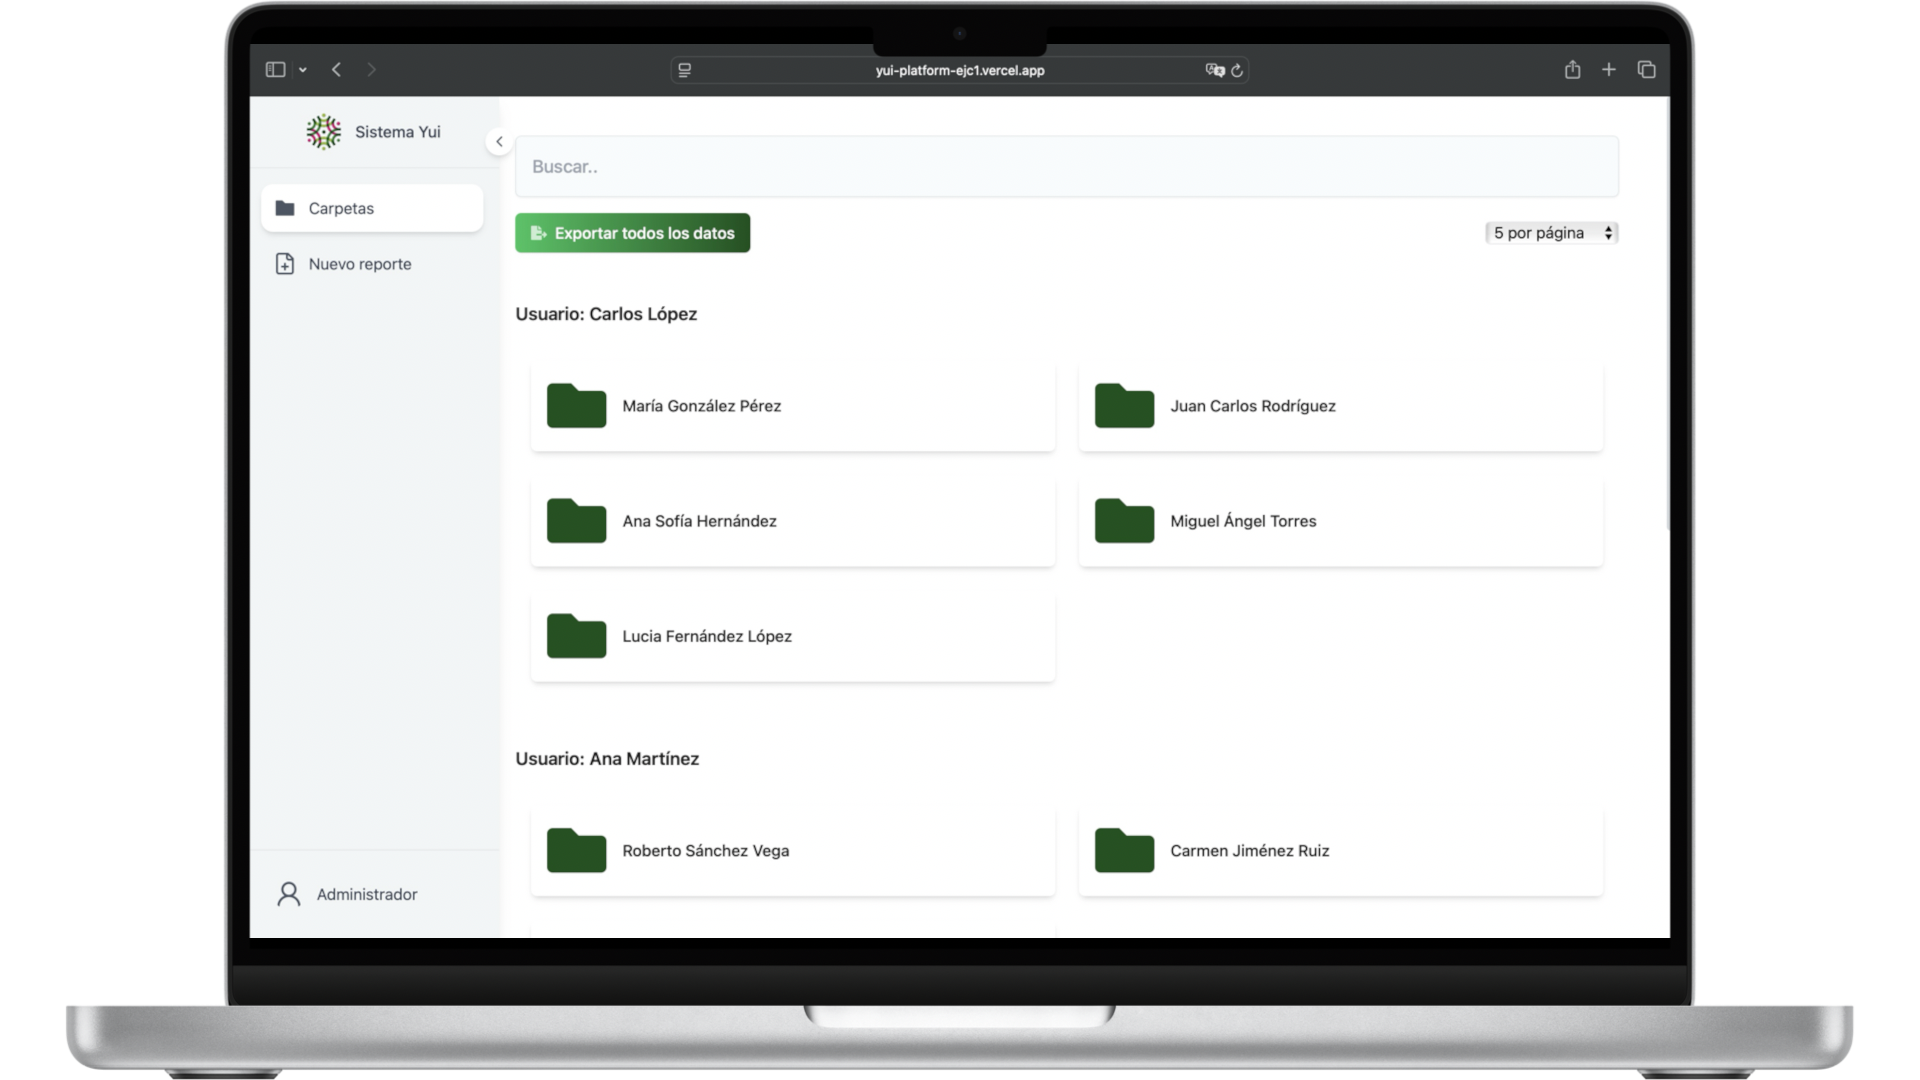 yui-platform-ejc1.vercel.app
Sistema Yui
Carpetas
Nuevo reporte
Administrador
Buscar..
Exportar todos los datos
5 por página
Usuario: Carlos López
María González Pérez
Juan Carlos Rodríguez
Ana Sofía Hernández
Miguel Ángel Torres
Lucia Fernández López
Usuario: Ana Martínez
Roberto Sánchez Vega
Carmen Jiménez Ruiz